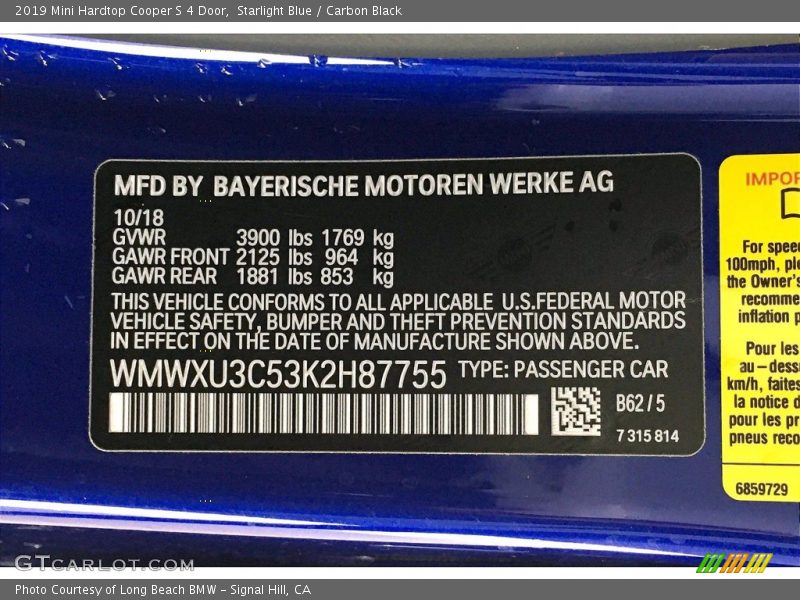 2019 Mini Hardtop Cooper S 4 Door, Starlight Blue / Carbon Black
MFD BY BAYERISCHE MOTOREN WERKE AG
10/18
GVWR 3900 lbs 1769 kg
GAWR FRONT 2125 lbs 964 kg
GAWR REAR 1881 lbs 853 kg
THIS VEHICLE CONFORMS TO ALL APPLICABLE U.S.FEDERAL MOTOR
VEHICLE SAFETY, BUMPER AND THEFT PREVENTION STANDARDS
IN EFFECT ON THE DATE OF MANUFACTURE SHOWN ABOVE.
WMWXU3C53K2H87755 TYPE: PASSENGER CAR
B62/5
7 315 814
IMPOR
For spee
100mph, ple
the Owner's
recomme
inflation p
Pour les
au-dess
km/h, faites
la notice d
pour les pr
pneus reco
6859729
GTCARLOT.COM
Photo Courtesy of Long Beach BMW - Signal Hill, CA